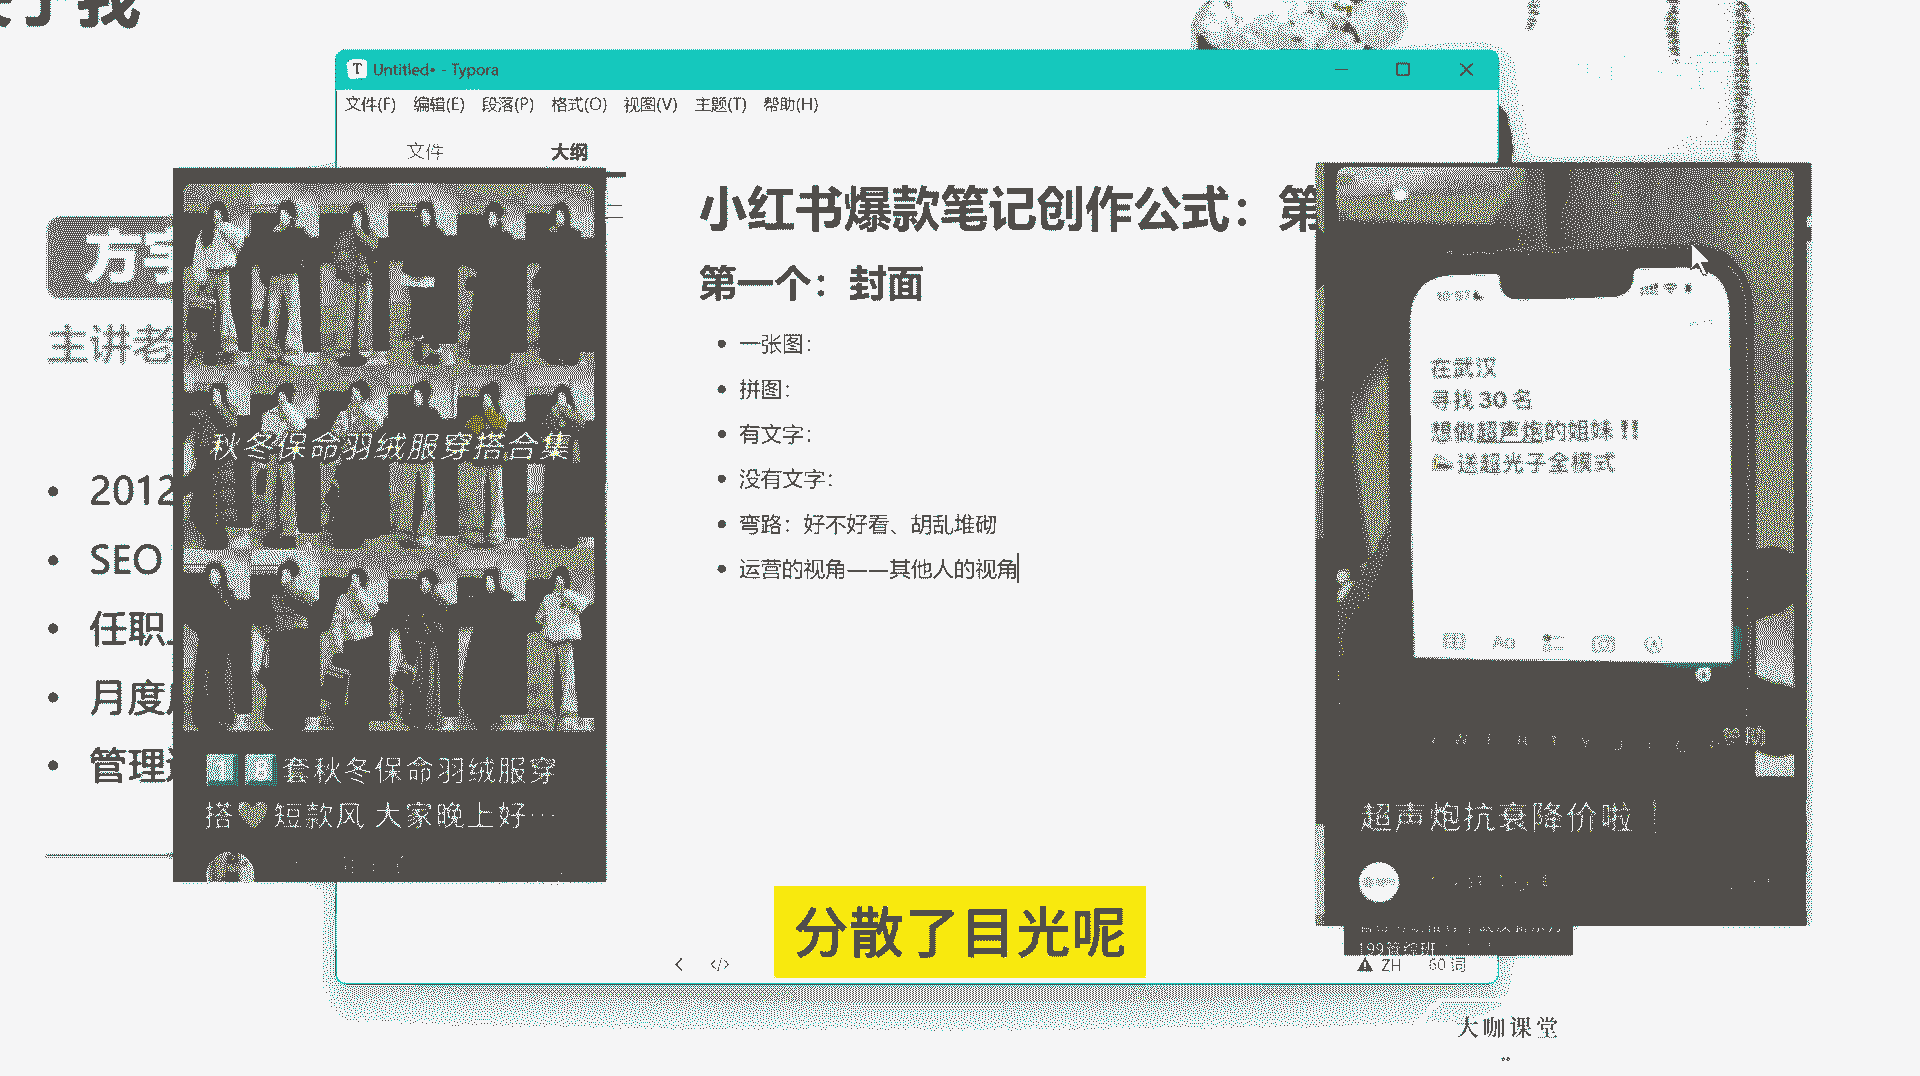 Untitled• - Typora
文件(F) 编辑(E) 段落(P) 格式(O) 视图(V) 主题(T) 帮助(H)
文件 大纲
小红书爆款笔记创作公式：第
第一个：封面
一张图：
拼图：
有文字：
没有文字：
弯路：好不好看、胡乱堆砌
运营的视角——其他人的视角
主讲老
• 2012
• SEO
• 任职
• 月度
• 管理
秋冬保命羽绒服穿搭合集
18套秋冬保命羽绒服穿
搭💚短款风 大家晚上好…
10:57
在武汉
寻找 30 名
想做超声炮的姐妹！！
送超光子全模式
超声炮抗衰降价啦！
分散了目光呢
ZH 60 词
大咖课堂